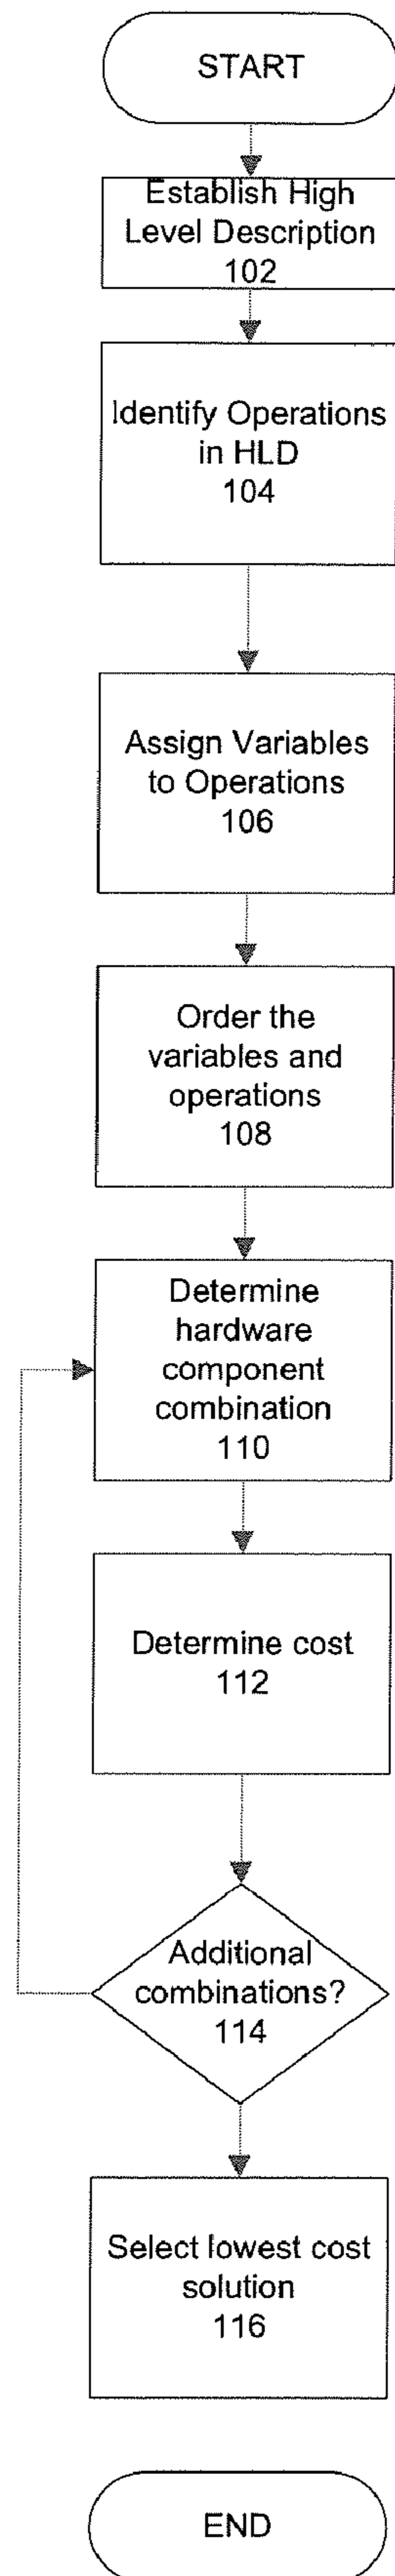 START
Establish High
Level Description
102
Identify Operations
in HLD
104
Assign Variables
to Operations
106
Order the
variables and
operations
108
Determine
hardware
component
combination
110
Determine cost
112
Additional
combinations?
114
Select lowest cost
solution
116
END